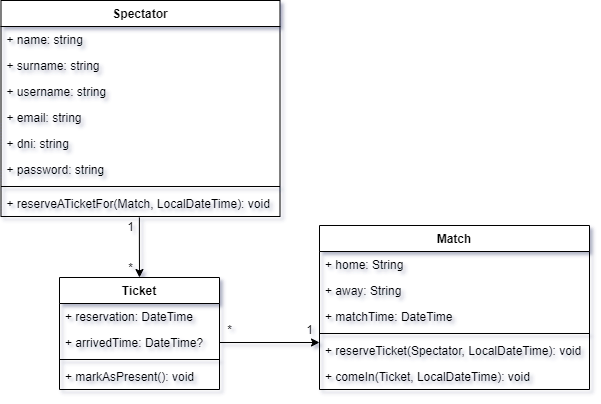 Spectator
+ name: string
+ surname: string
+ username: string
+ email: string
+ dni: string
+ password: string
+ reserveATicketFor(Match, LocalDateTime): void
1
*
Ticket
+ reservation: DateTime
+ arrivedTime: DateTime?
+ markAsPresent(): void
*
1
Match
+ home: String
+ away: String
+ matchTime: DateTime
+ reserveTicket(Spectator, LocalDateTime): void
+ comeIn(Ticket, LocalDateTime): void